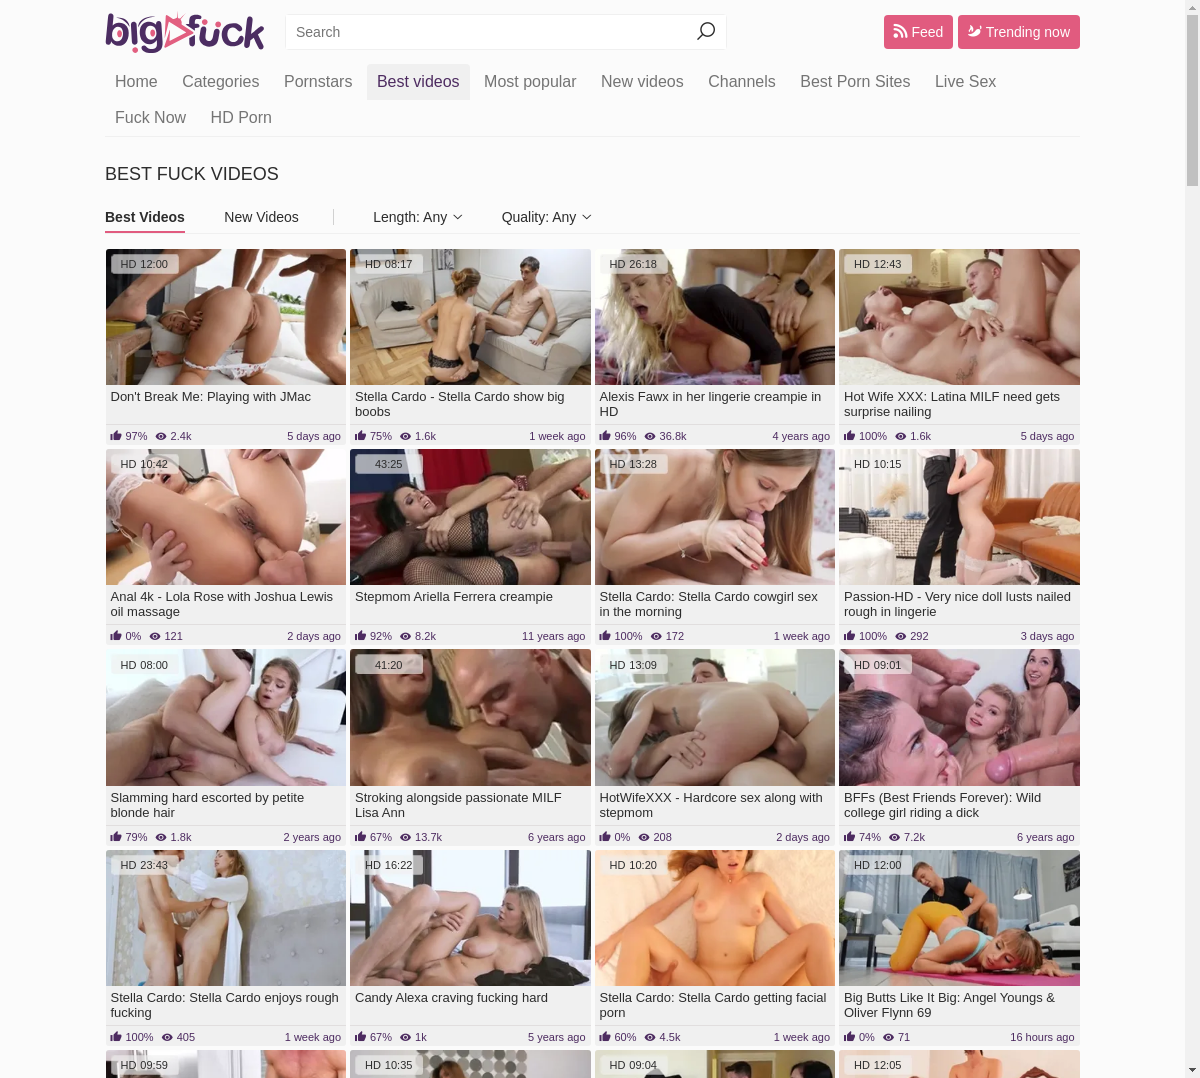 big fuck
Search
Feed
Trending now
Home Categories Pornstars Best videos Most popular New videos Channels Best Porn Sites Live Sex
Fuck Now HD Porn
BEST FUCK VIDEOS
Best Videos New Videos Length: Any Quality: Any
HD 12:00
Don't Break Me: Playing with JMac
97% 2.4k 5 days ago
HD 08:17
Stella Cardo - Stella Cardo show big
boobs
75% 1.6k 1 week ago
HD 26:18
Alexis Fawx in her lingerie creampie in
HD
96% 36.8k 4 years ago
HD 12:43
Hot Wife XXX: Latina MILF need gets
surprise nailing
100% 1.6k 5 days ago
HD 10:42
Anal 4k - Lola Rose with Joshua Lewis
oil massage
0% 121 2 days ago
43:25
Stepmom Ariella Ferrera creampie
92% 8.2k 11 years ago
HD 13:28
Stella Cardo: Stella Cardo cowgirl sex
in the morning
100% 172 1 week ago
HD 10:15
Passion-HD - Very nice doll lusts nailed
rough in lingerie
100% 292 3 days ago
HD 08:00
Slamming hard escorted by petite
blonde hair
79% 1.8k 2 years ago
41:20
Stroking alongside passionate MILF
Lisa Ann
67% 13.7k 6 years ago
HD 13:09
HotWifeXXX - Hardcore sex along with
stepmom
0% 208 2 days ago
HD 09:01
BFFs (Best Friends Forever): Wild
college girl riding a dick
74% 7.2k 6 years ago
HD 23:43
Stella Cardo: Stella Cardo enjoys rough
fucking
100% 405 1 week ago
HD 16:22
Candy Alexa craving fucking hard
67% 1k 5 years ago
HD 10:20
Stella Cardo: Stella Cardo getting facial
porn
60% 4.5k 1 week ago
HD 12:00
Big Butts Like It Big: Angel Youngs &
Oliver Flynn 69
0% 71 16 hours ago
HD 09:59
HD 10:35
HD 09:04
HD 12:05